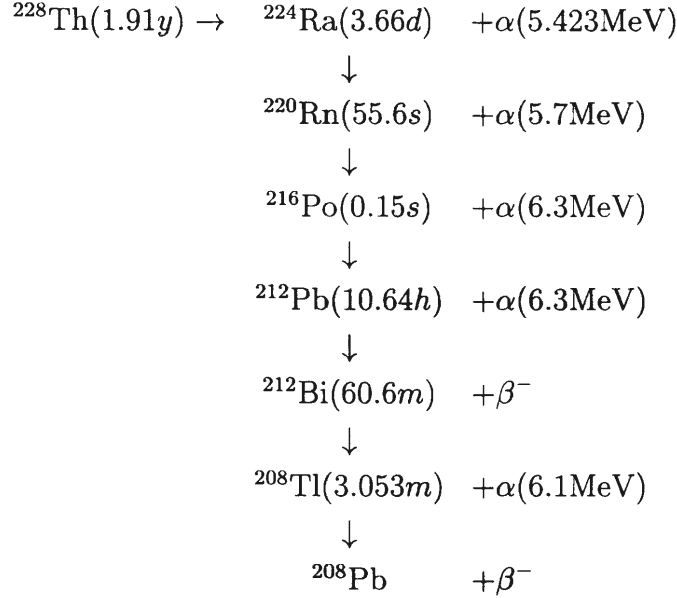 ²²⁸Th(1.91y) → ²²⁴Ra(3.66d) +α(5.423MeV)
↓
²²⁰Rn(55.6s) +α(5.7MeV)
↓
²¹⁶Po(0.15s) +α(6.3MeV)
↓
²¹²Pb(10.64h) +α(6.3MeV)
↓
²¹²Bi(60.6m) +β⁻
↓
²⁰⁸Tl(3.053m) +α(6.1MeV)
↓
²⁰⁸Pb +β⁻